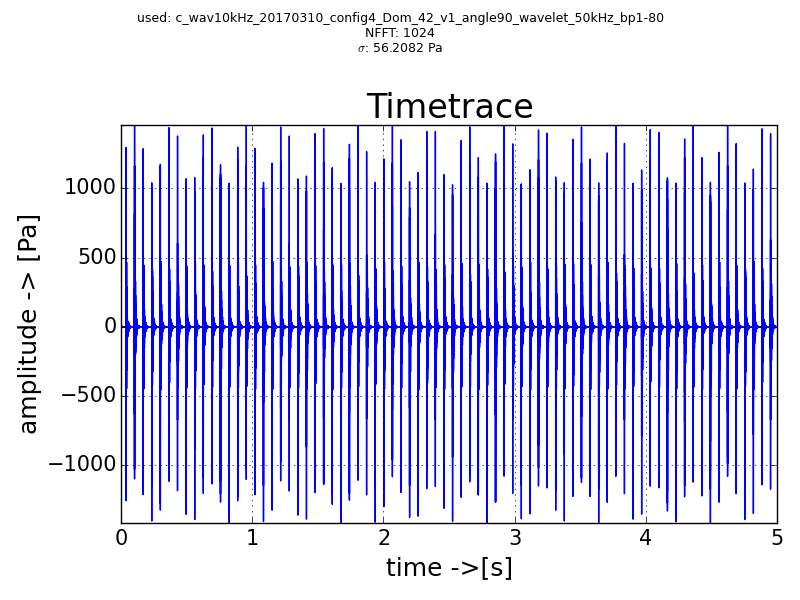 used: c_wav10kHz_20170310_config4_Dom_42_v1_angle90_wavelet_50kHz_bp1-80
NFFT: 1024
σ: 56.2082 Pa
Timetrace
1000
500
0
−500
−1000
amplitude -> [Pa]
0 1 2 3 4 5
time ->[s]